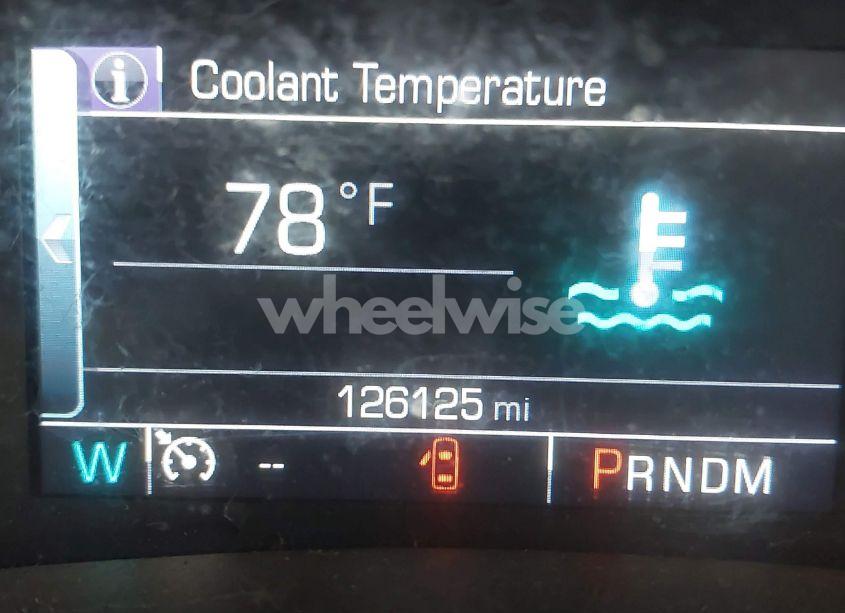 Coolant Temperature
78 °F
wheelwise
126125 mi
W -- PRNDM